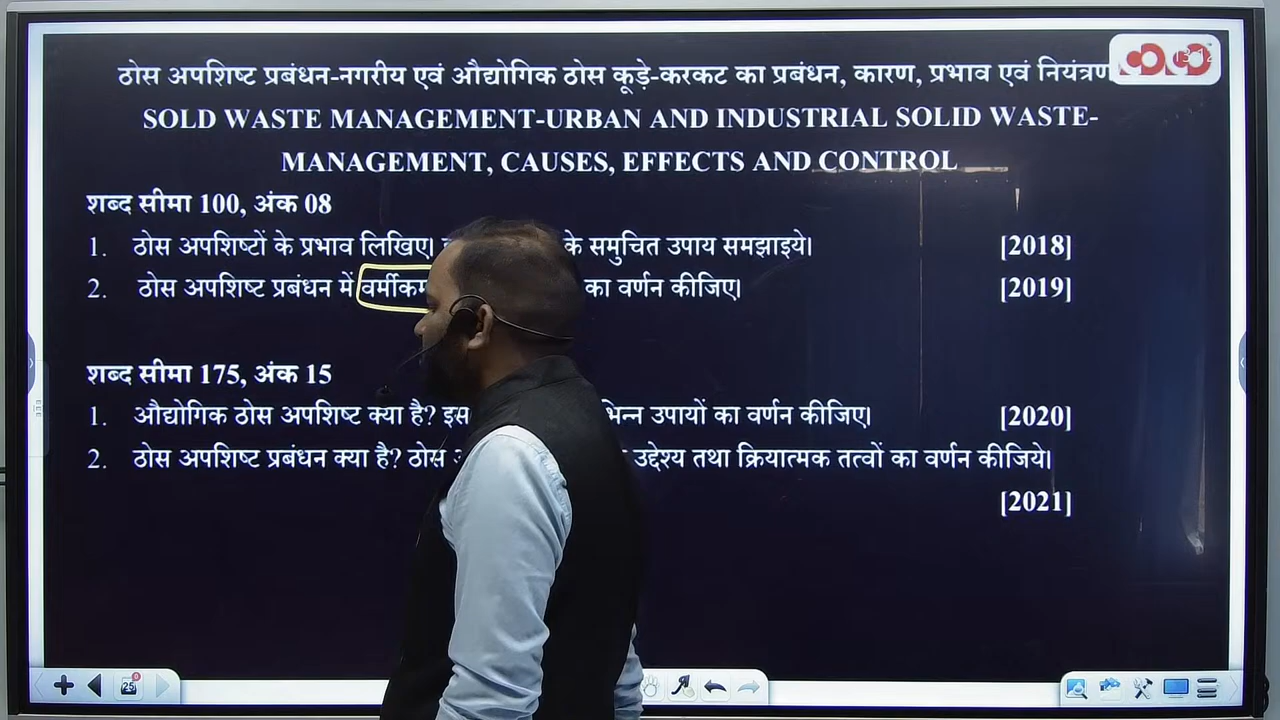 ठोस अपशिष्ट प्रबंधन-नगरीय एवं औद्योगिक ठोस कूड़े-करकट का प्रबंधन, कारण, प्रभाव एवं नियंत्रण
SOLD WASTE MANAGEMENT-URBAN AND INDUSTRIAL SOLID WASTE-
MANAGEMENT, CAUSES, EFFECTS AND CONTROL
शब्द सीमा 100, अंक 08
1. ठोस अपशिष्टों के प्रभाव लिखिए। के समुचित उपाय समझाइये। [2018]
2. ठोस अपशिष्ट प्रबंधन में का वर्णन कीजिए। [2019]
शब्द सीमा 175, अंक 15
1. औद्योगिक ठोस अपशिष्ट क्या है? उपायों का वर्णन कीजिए। [2020]
2. ठोस अपशिष्ट प्रबंधन क्या है? ठोस उद्देश्य तथा क्रियात्मक तत्वों का वर्णन कीजिये।
[2021]
25